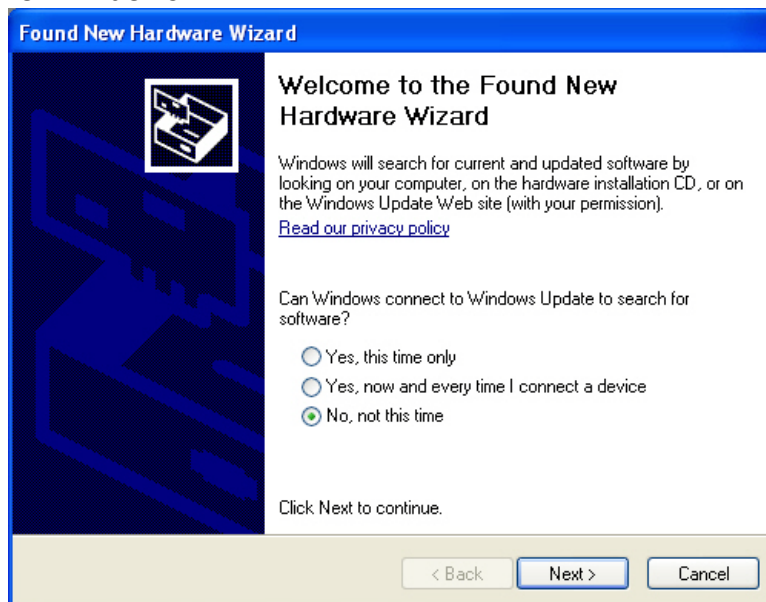 Found New Hardware Wizard
Welcome to the Found New
Hardware Wizard
Windows will search for current and updated software by
looking on your computer, on the hardware installation CD, or on
the Windows Update Web site (with your permission).
Read our privacy policy
Can Windows connect to Windows Update to search for
software?
Yes, this time only
Yes, now and every time I connect a device
No, not this time
Click Next to continue.
< Back
Next >
Cancel